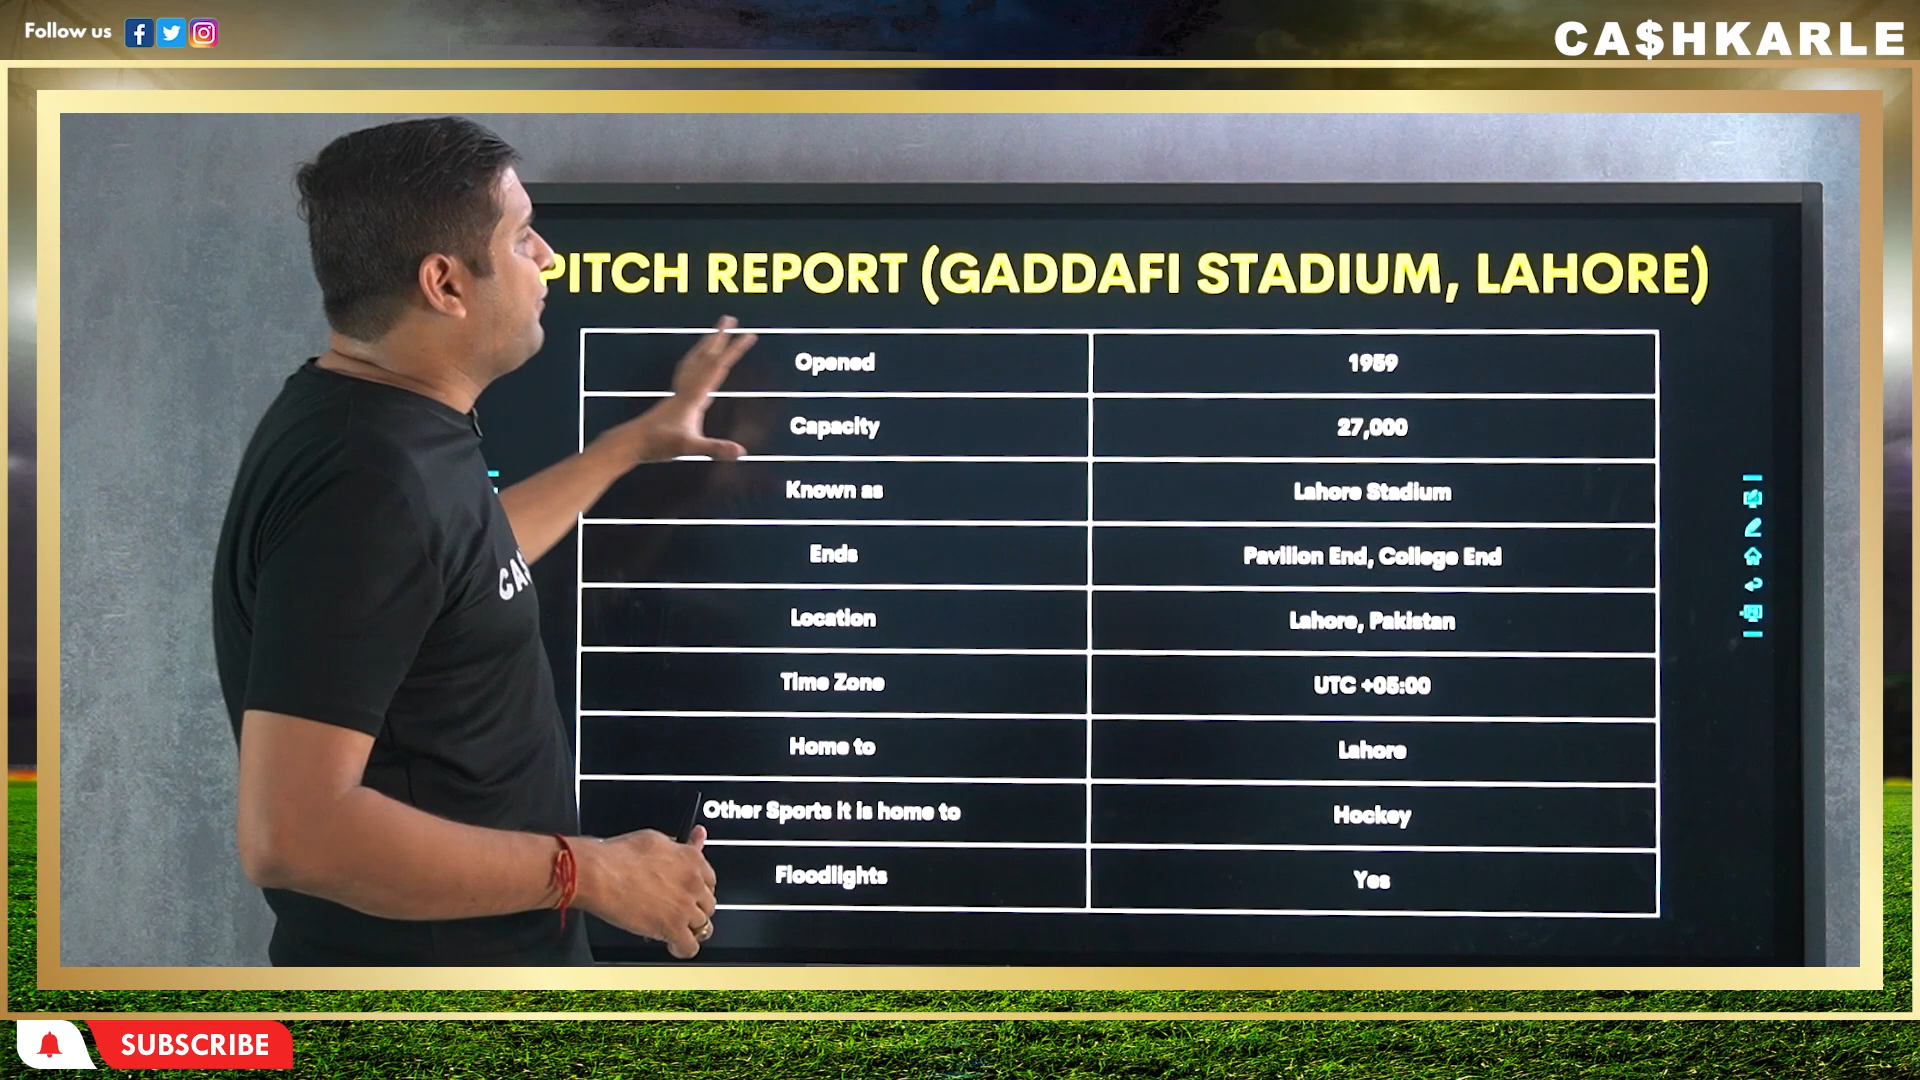 Follow us
CA$HKARLE
PITCH REPORT (GADDAFI STADIUM, LAHORE)
Opened 1959
Capacity 27,000
Known as Lahore Stadium
Ends Pavilion End, College End
Location Lahore, Pakistan
Time Zone UTC +05:00
Home to Lahore
Other Sports it is home to Hockey
Floodlights Yes
CAS
SUBSCRIBE